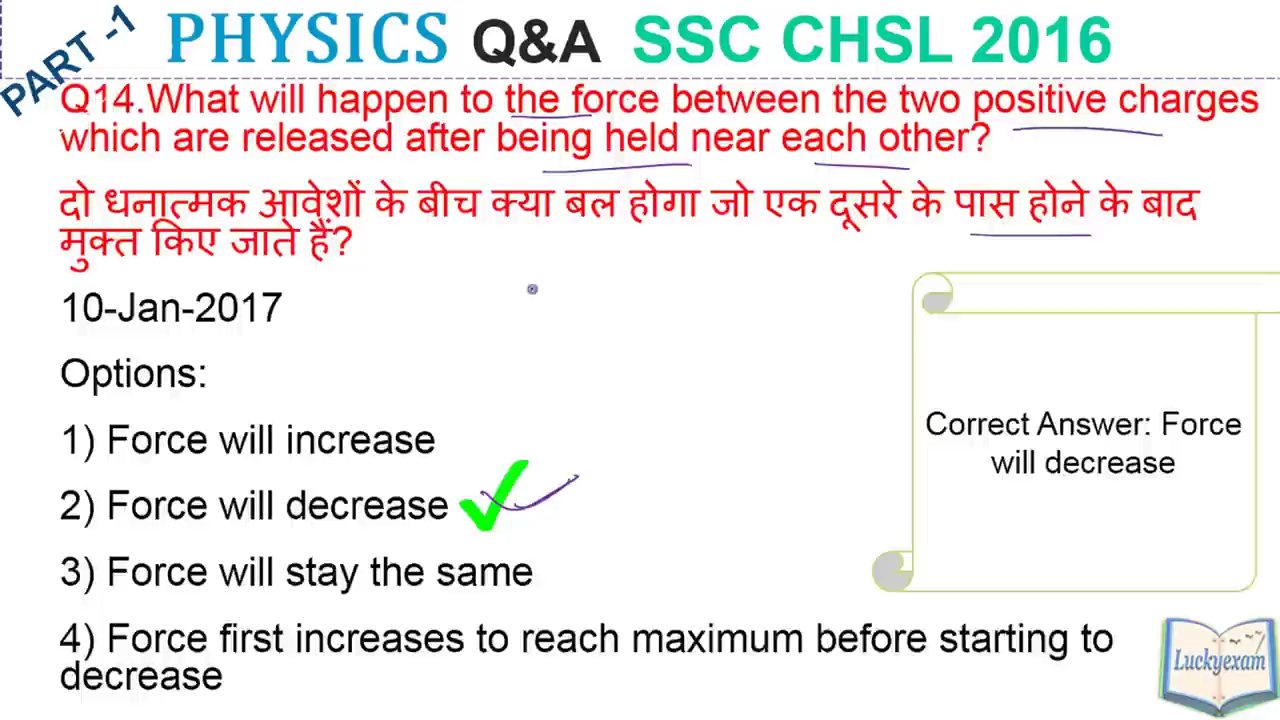 PART -1
PHYSICS Q&A SSC CHSL 2016
Q14.What will happen to the force between the two positive charges
which are released after being held near each other?
दो धनात्मक आवेशों के बीच क्या बल होगा जो एक दूसरे के पास होने के बाद
मुक्त किए जाते हैं?
10-Jan-2017
Options:
1) Force will increase
2) Force will decrease
3) Force will stay the same
4) Force first increases to reach maximum before starting to
decrease
Correct Answer: Force
will decrease
Luckyexam